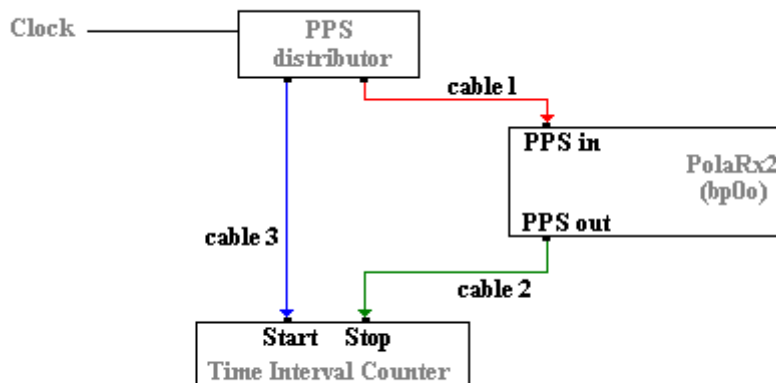 Clock
PPS
distributor
cable 1
PPS in
PolaRx2
(bp0o)
PPS out
cable 3
cable 2
Start Stop
Time Interval Counter